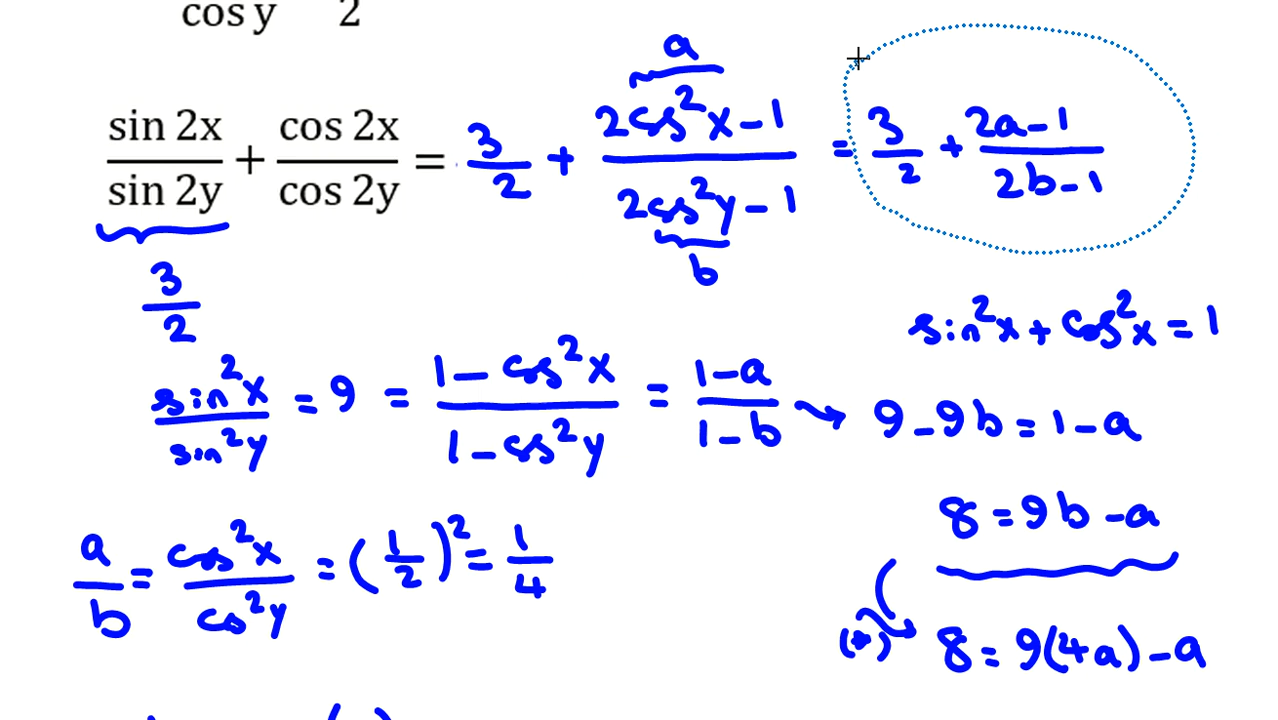 cos y 2
sin 2x/sin 2y + cos 2x/cos 2y = 3/2 + (2cos²x-1)/(2cos²y-1) = 3/2 + (2a-1)/(2b-1)
a
b
3/2
sin²x + cos²x = 1
sin²x/sin²y = 9 = (1-cos²x)/(1-cos²y) = (1-a)/(1-b) → 9-9b = 1-a
8 = 9b-a
a/b = cos²x/cos²y = (1/2)² = 1/4
8 = 9(4a)-a